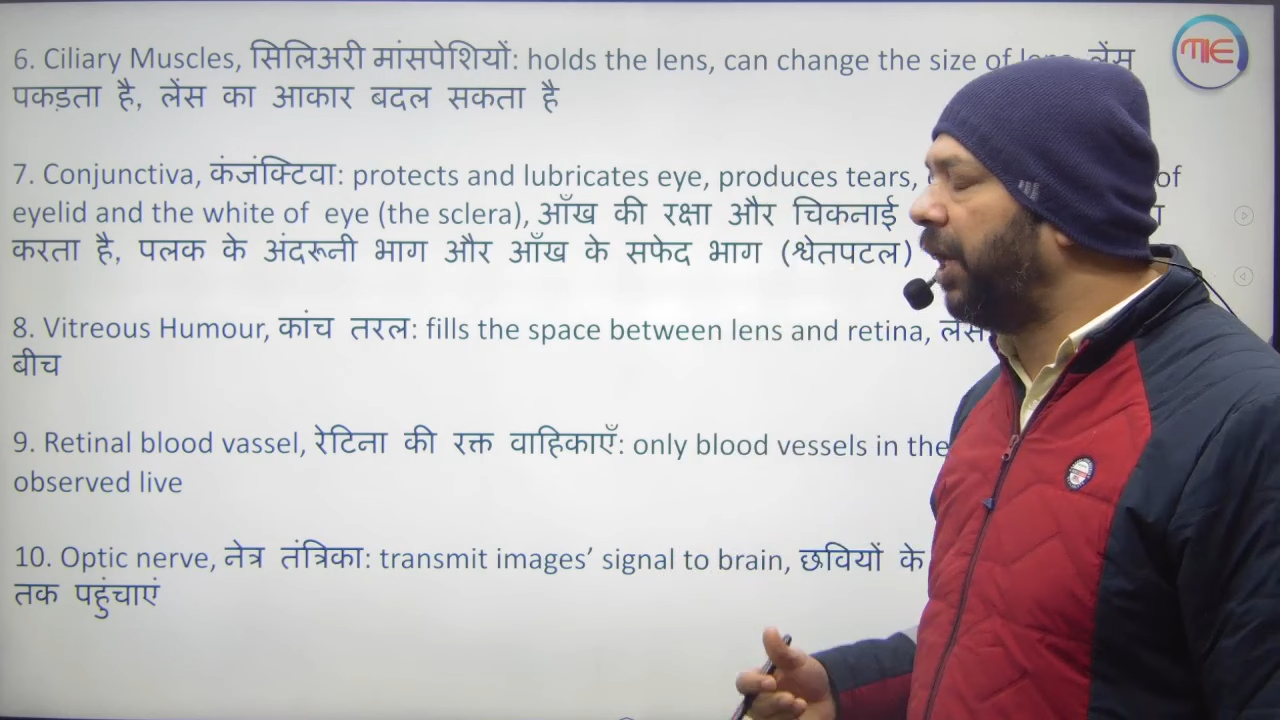 6. Ciliary Muscles, सिलिअरी मांसपेशियों: holds the lens, can change the size of लेंस
पकड़ता है, लेंस का आकार बदल सकता है
7. Conjunctiva, कंजंक्टिवा: protects and lubricates eye, produces tears, of
eyelid and the white of eye (the sclera), आँख की रक्षा और चिकनाई
करता है, पलक के अंदरूनी भाग और आँख के सफेद भाग (श्वेतपटल)
8. Vitreous Humour, कांच तरल: fills the space between lens and retina, लेंस
बीच
9. Retinal blood vassel, रेटिना की रक्त वाहिकाएँ: only blood vessels in the
observed live
10. Optic nerve, नेत्र तंत्रिका: transmit images’ signal to brain, छवियों के
तक पहुंचाएं
MIE